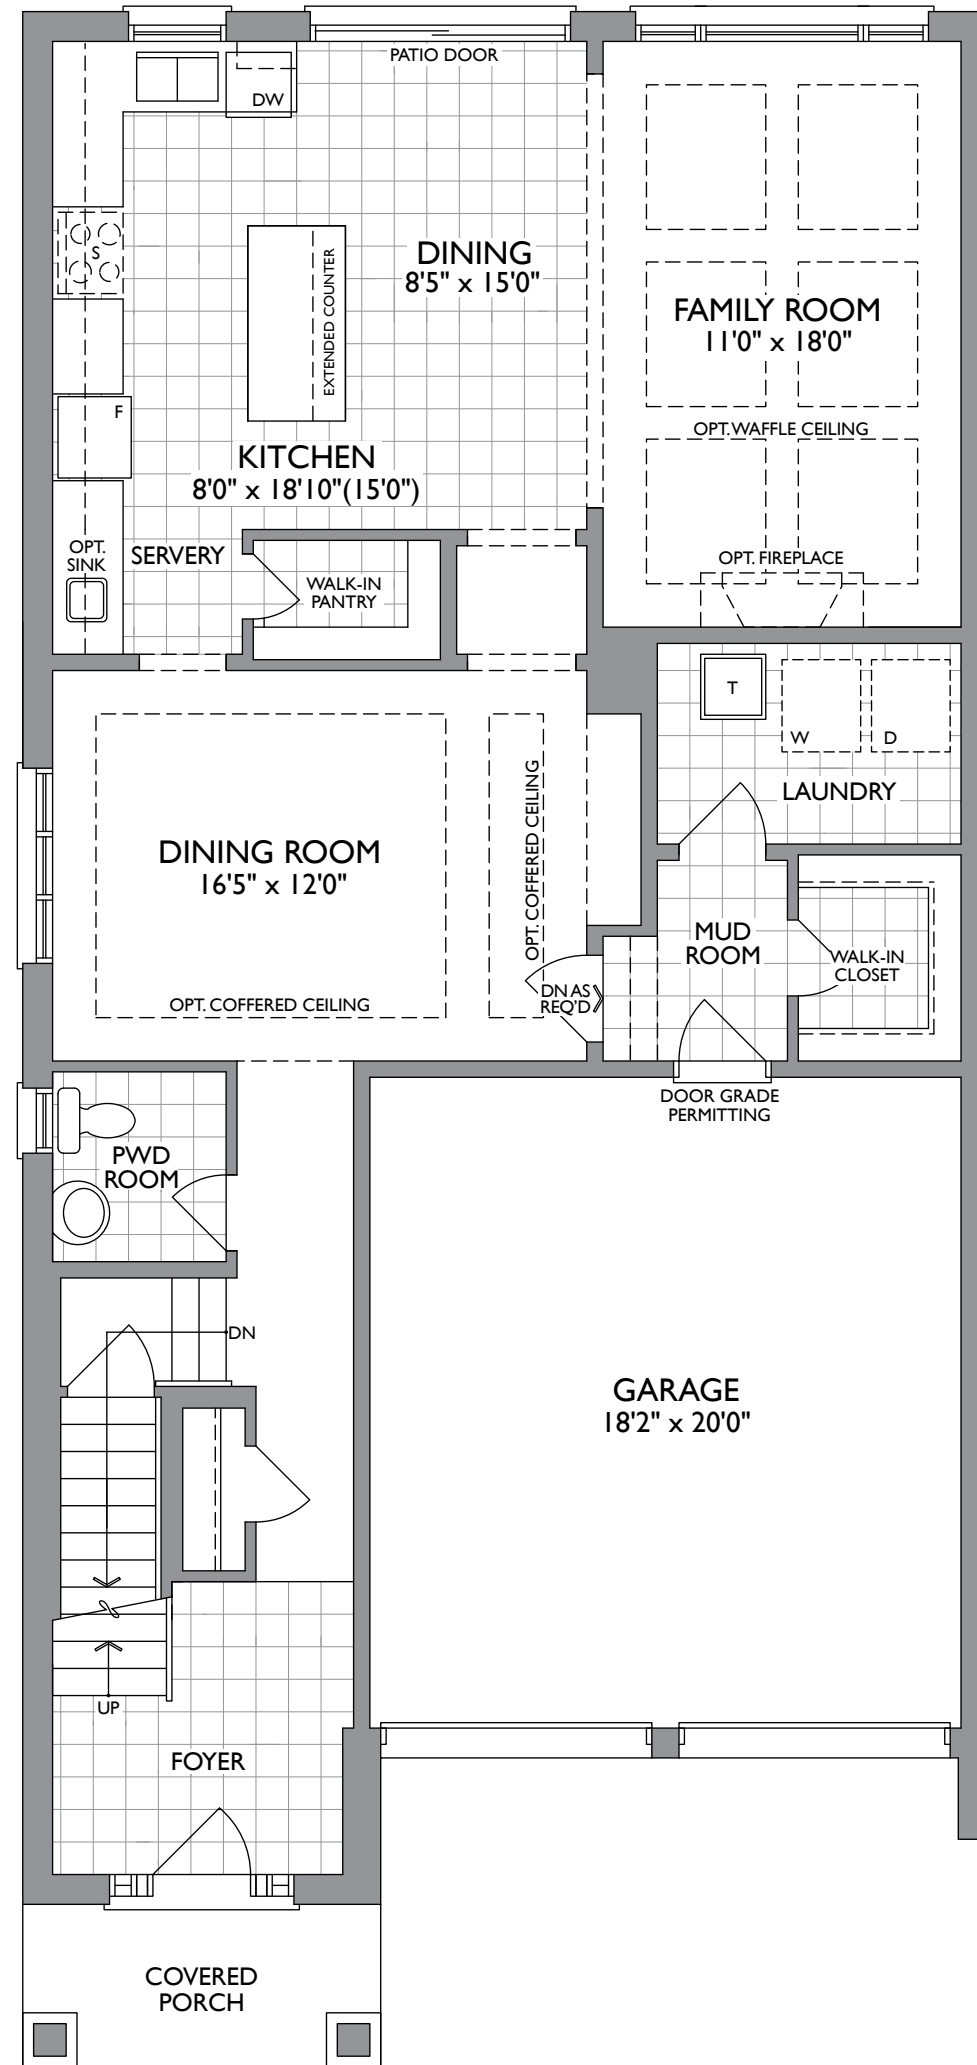 PATIO DOOR
DW
S
DINING
8'5" x 15'0"
EXTENDED COUNTER
FAMILY ROOM
11'0" x 18'0"
F
OPT. WAFFLE CEILING
KITCHEN
8'0" x 18'10"(15'0")
OPT.
SINK
SERVERY
WALK-IN
PANTRY
OPT. FIREPLACE
T
W
D
LAUNDRY
DINING ROOM
16'5" x 12'0"
OPT. COFFERED CEILING
OPT. COFFERED CEILING
MUD
ROOM
WALK-IN
CLOSET
DN AS
REQ'D
DOOR GRADE
PERMITTING
PWD
ROOM
DN
GARAGE
18'2" x 20'0"
UP
FOYER
COVERED
PORCH